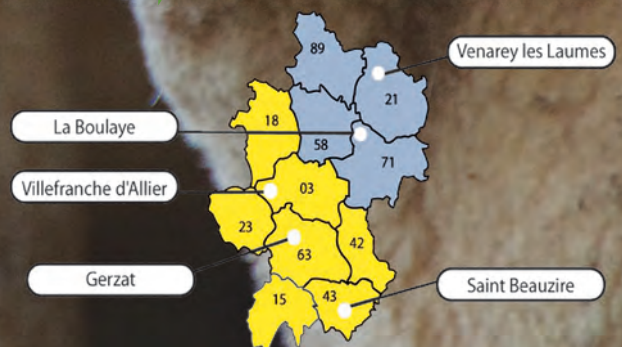 89
Venarey les Laumes
21
18
La Boulaye
58
71
Villefranche d'Allier
03
23
42
63
Gerzat
15
43
Saint Beauzire